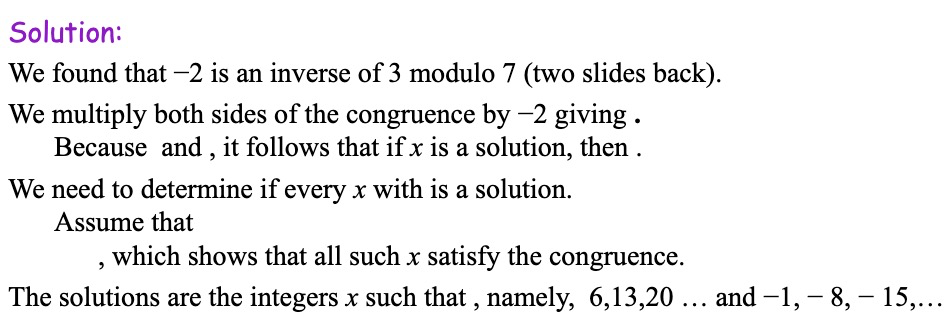 Solution:
We found that −2 is an inverse of 3 modulo 7 (two slides back).
We multiply both sides of the congruence by −2 giving .
Because and , it follows that if x is a solution, then .
We need to determine if every x with is a solution.
Assume that
, which shows that all such x satisfy the congruence.
The solutions are the integers x such that , namely, 6,13,20 … and −1, − 8, − 15,…